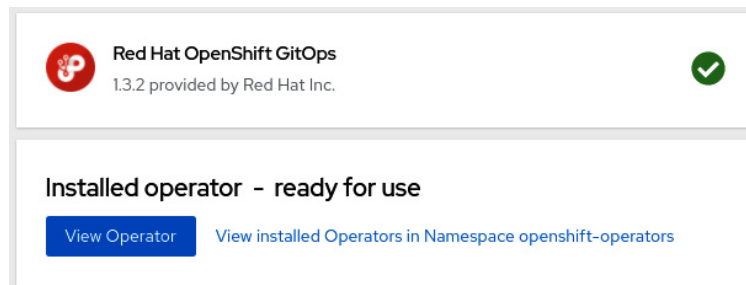 Red Hat OpenShift GitOps
1.3.2 provided by Red Hat Inc.
Installed operator - ready for use
View Operator View installed Operators in Namespace openshift-operators